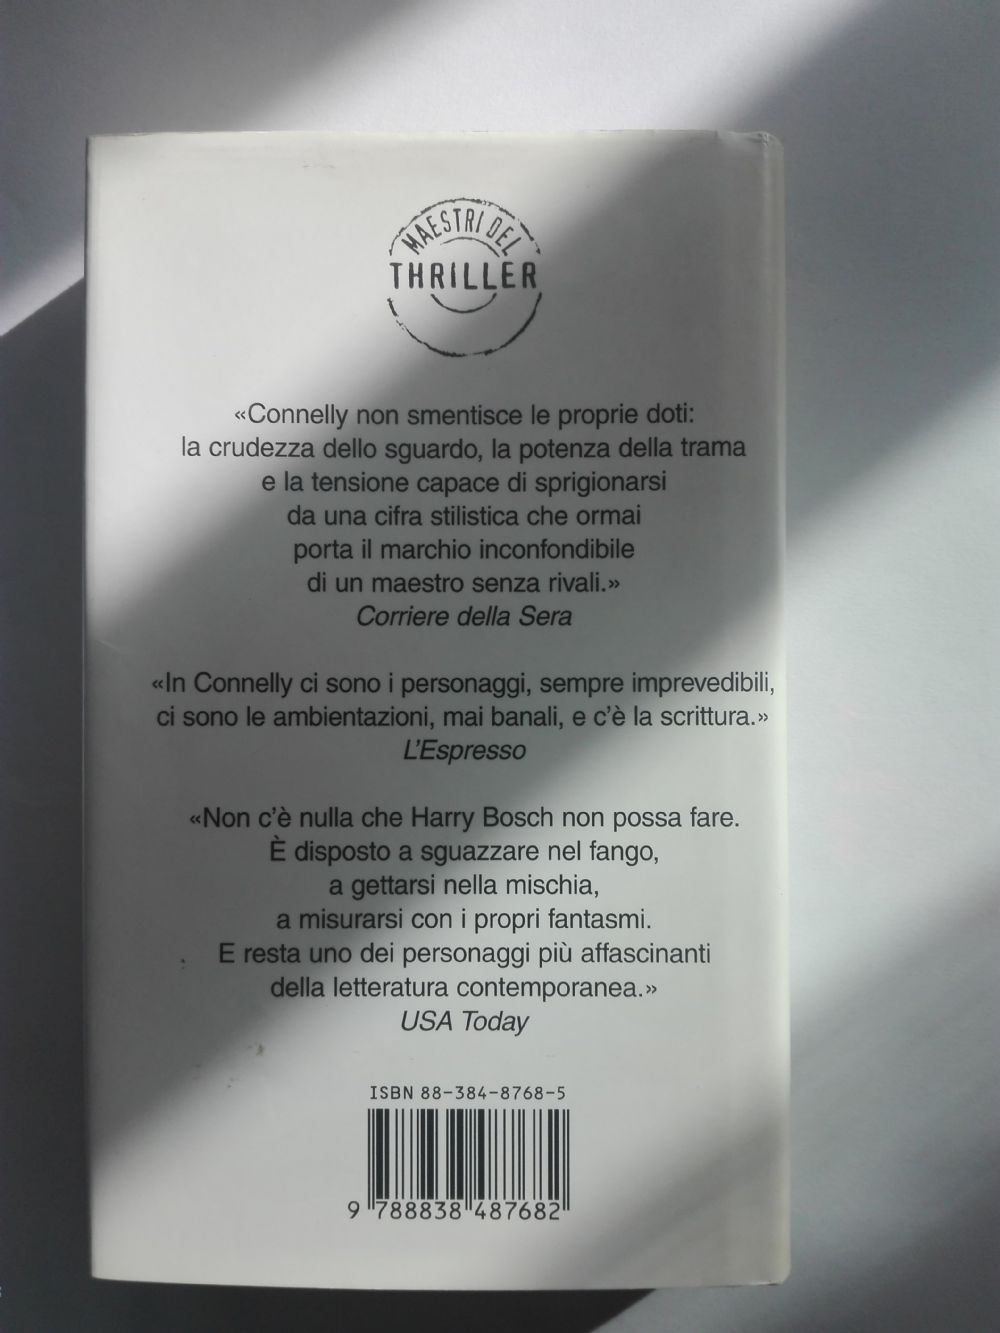 MAESTRI DEL
THRILLER
«Connelly non smentisce le proprie doti:
la crudezza dello sguardo, la potenza della trama
e la tensione capace di sprigionarsi
da una cifra stilistica che ormai
porta il marchio inconfondibile
di un maestro senza rivali.»
Corriere della Sera
«In Connelly ci sono i personaggi, sempre imprevedibili,
ci sono le ambientazioni, mai banali, e c'è la scrittura.»
L'Espresso
«Non c'è nulla che Harry Bosch non possa fare.
È disposto a sguazzare nel fango,
a gettarsi nella mischia,
a misurarsi con i propri fantasmi.
E resta uno dei personaggi più affascinanti
della letteratura contemporanea.»
USA Today
ISBN 88-384-8768-5
9 788838 487682